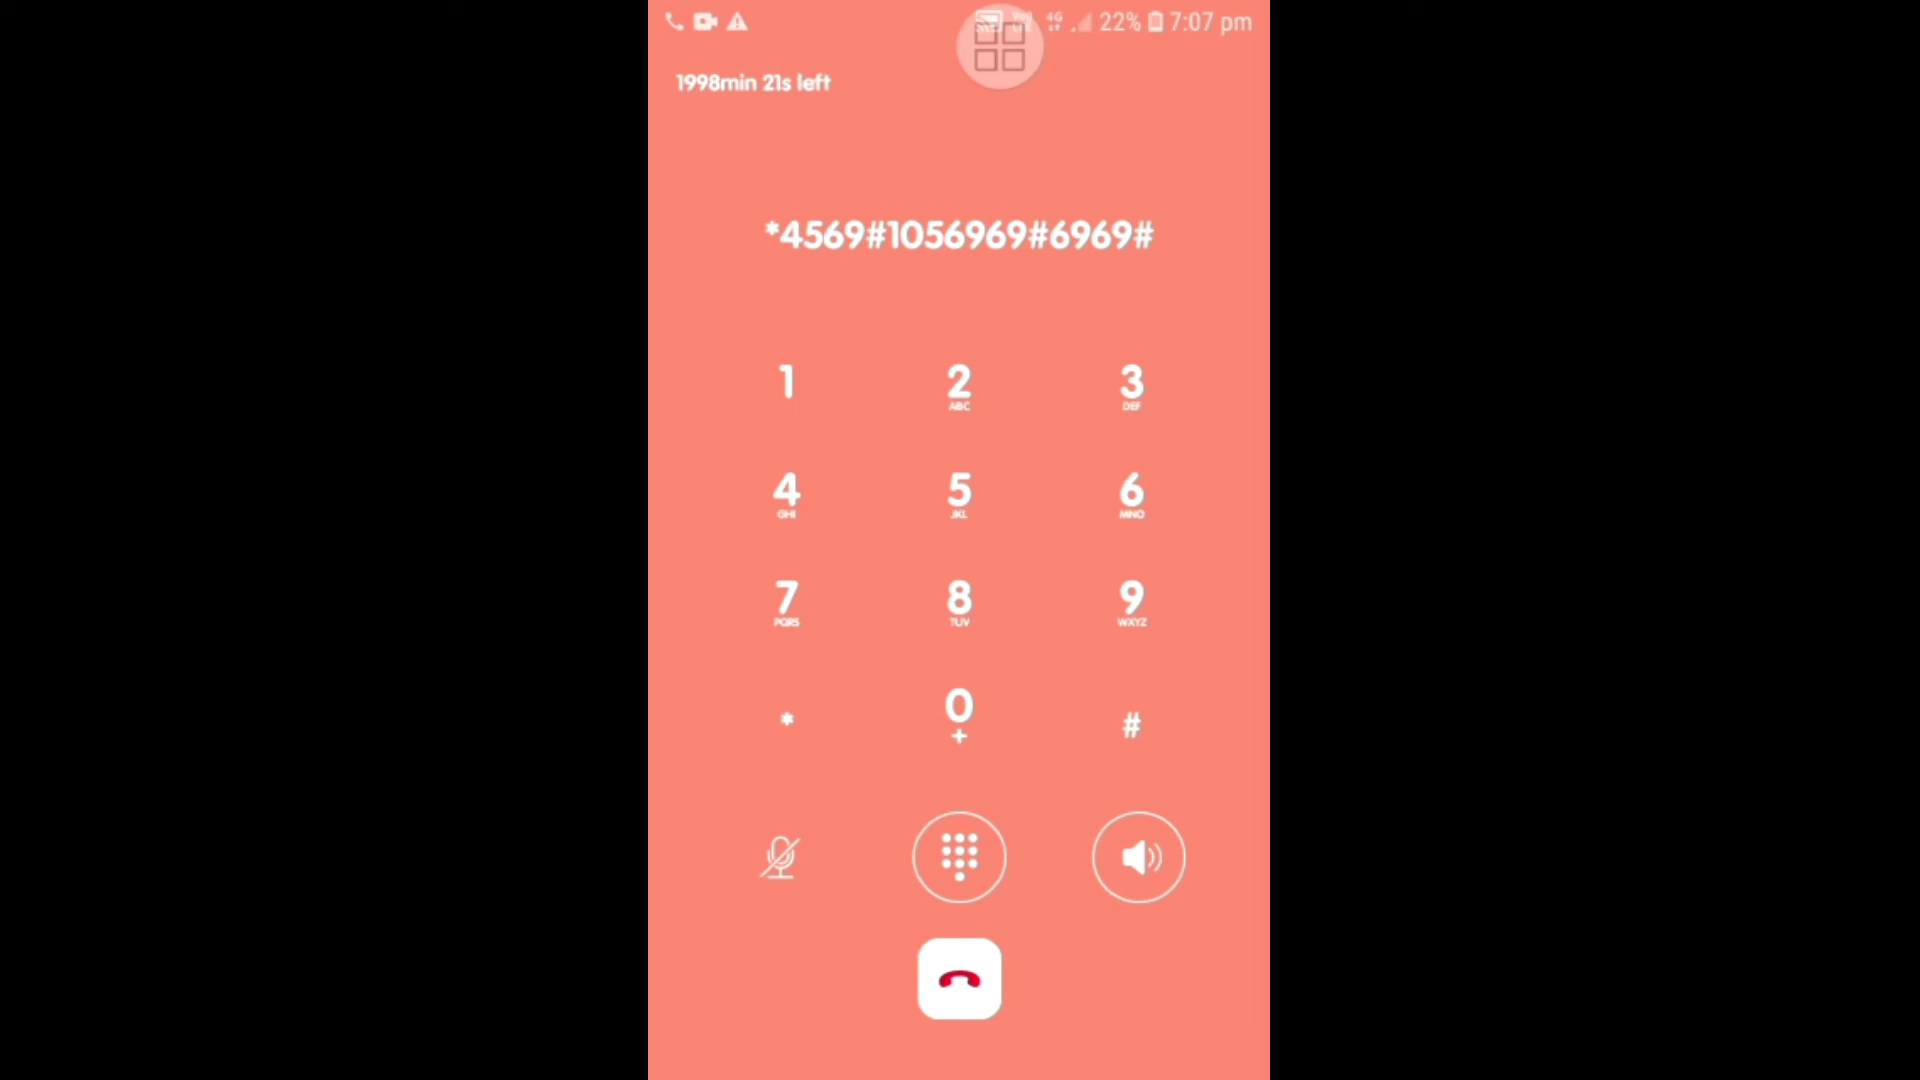 4G 22% 7:07 pm
1998min 21s left
*4569#1056969#6969#
1 2 3
ABC DEF
4 5 6
GHI JKL MNO
7 8 9
PQRS TUV WXYZ
* 0 #
+